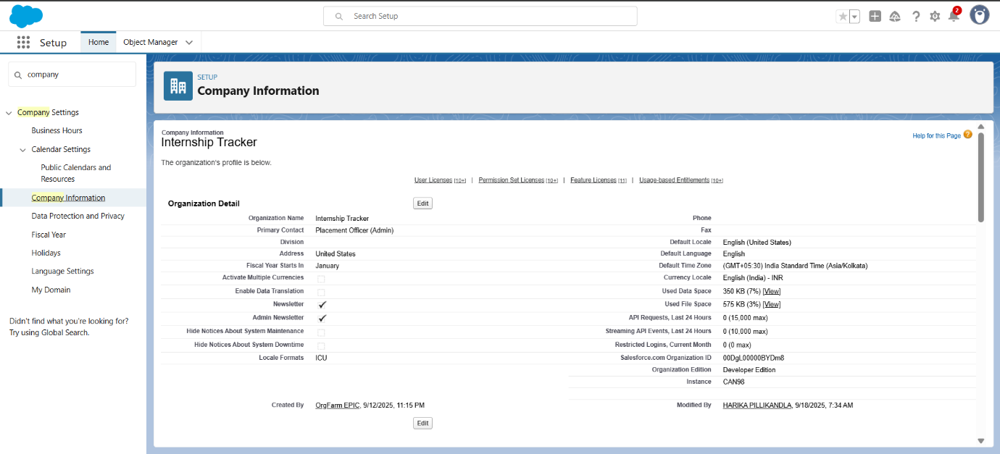 Search Setup
2
Setup
Home
Object Manager
company
Company Settings
Business Hours
Calendar Settings
Public Calendars and
Resources
Company Information
Data Protection and Privacy
Fiscal Year
Holidays
Language Settings
My Domain
Didn't find what you're looking for?
Try using Global Search.
SETUP
Company Information
Company Information
Internship Tracker
Help for this Page ?
The organization's profile is below.
User Licenses [10+] | Permission Set Licenses [10+] | Feature Licenses [11] | Usage-based Entitlements [10+]
Organization Detail
Edit
Organization Name Internship Tracker Phone
Primary Contact Placement Officer (Admin) Fax
Division Default Locale English (United States)
Address United States Default Language English
Fiscal Year Starts In January Default Time Zone (GMT+05:30) India Standard Time (Asia/Kolkata)
Activate Multiple Currencies Currency Locale English (India) - INR
Enable Data Translation Used Data Space 350 KB (7%) [View]
Newsletter Used File Space 575 KB (3%) [View]
Admin Newsletter API Requests, Last 24 Hours 0 (15,000 max)
Hide Notices About System Maintenance Streaming API Events, Last 24 Hours 0 (10,000 max)
Hide Notices About System Downtime Restricted Logins, Current Month 0 (0 max)
Locale Formats ICU Salesforce.com Organization ID 00DgL00000BYDm8
Organization Edition Developer Edition
Instance CAN98
Created By OrgFarm EPIC, 9/12/2025, 11:15 PM Modified By HARIKA PILLIKANDLA, 9/18/2025, 7:34 AM
Edit